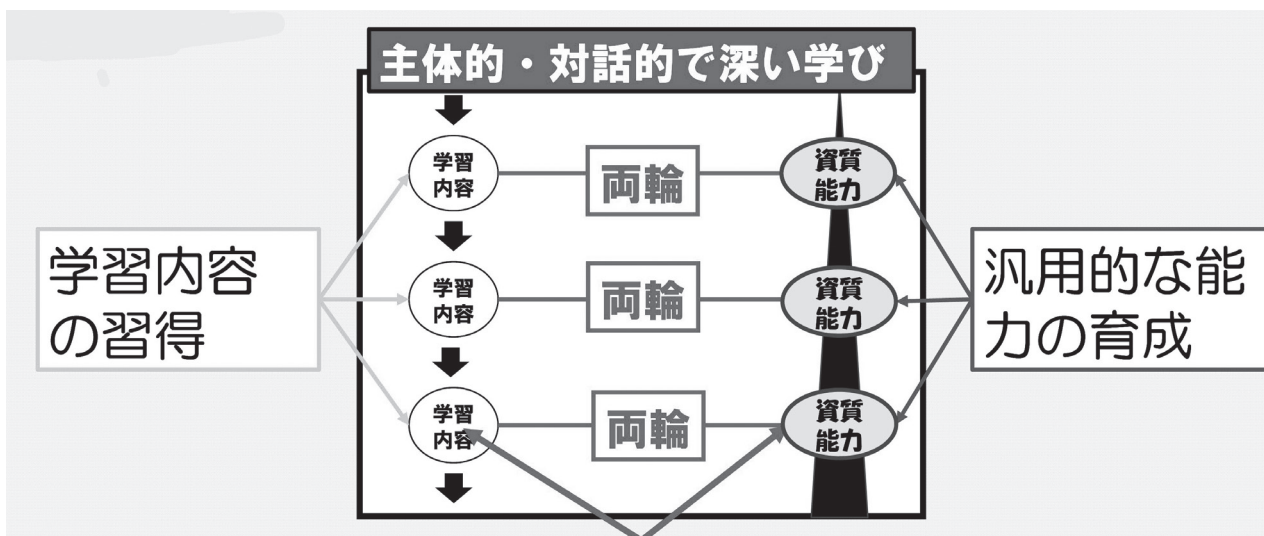 主体的・対話的で深い学び
学習
内容
両輪
資質
能力
学習内容
の習得
学習
内容
両輪
資質
能力
汎用的な能
力の育成
学習
内容
両輪
資質
能力